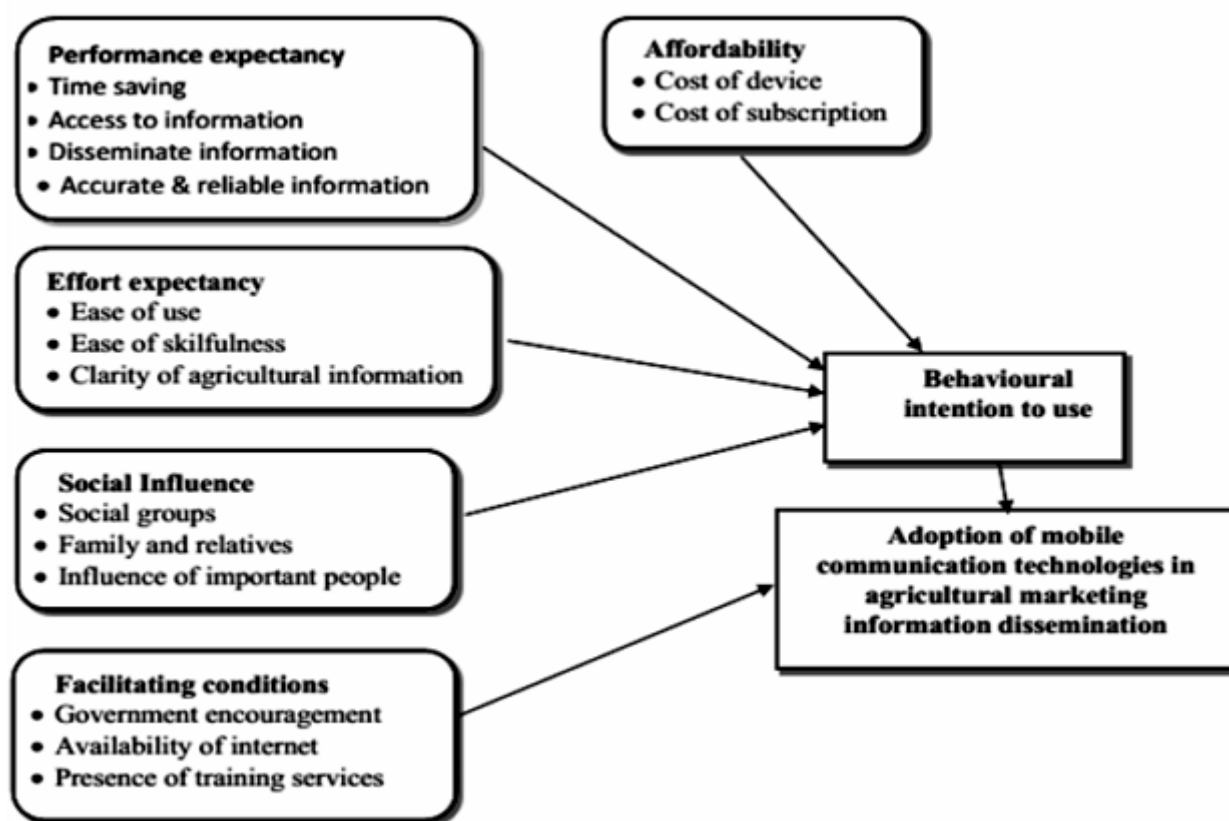 Performance expectancy
• Time saving
• Access to information
• Disseminate information
• Accurate & reliable information
Affordability
• Cost of device
• Cost of subscription
Effort expectancy
• Ease of use
• Ease of skilfulness
• Clarity of agricultural information
Behavioural
intention to use
Social Influence
• Social groups
• Family and relatives
• Influence of important people
Adoption of mobile
communication technologies in
agricultural marketing
information dissemination
Facilitating conditions
• Government encouragement
• Availability of internet
• Presence of training services